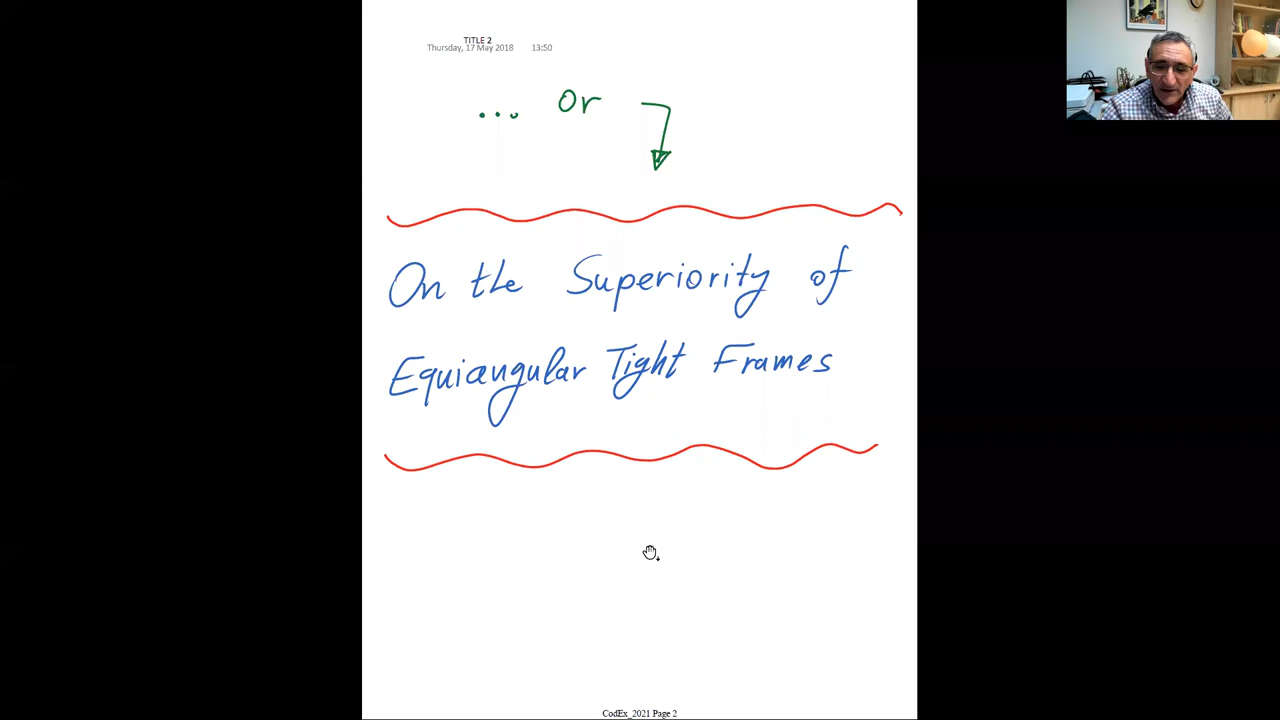 TITLE 2
Thursday, 17 May 2018 13:50
... or
On the Superiority of
Equiangular Tight Frames
CodEx_2021 Page 2